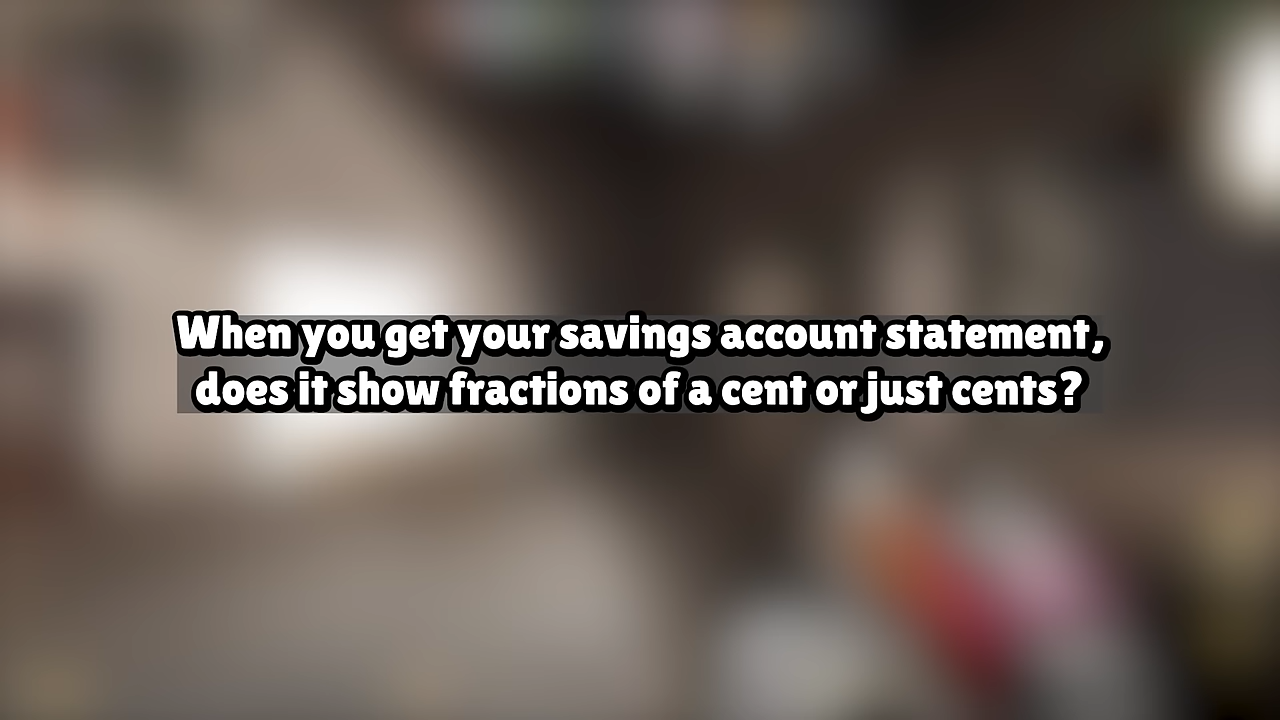 When you get your savings account statement,
does it show fractions of a cent or just cents?